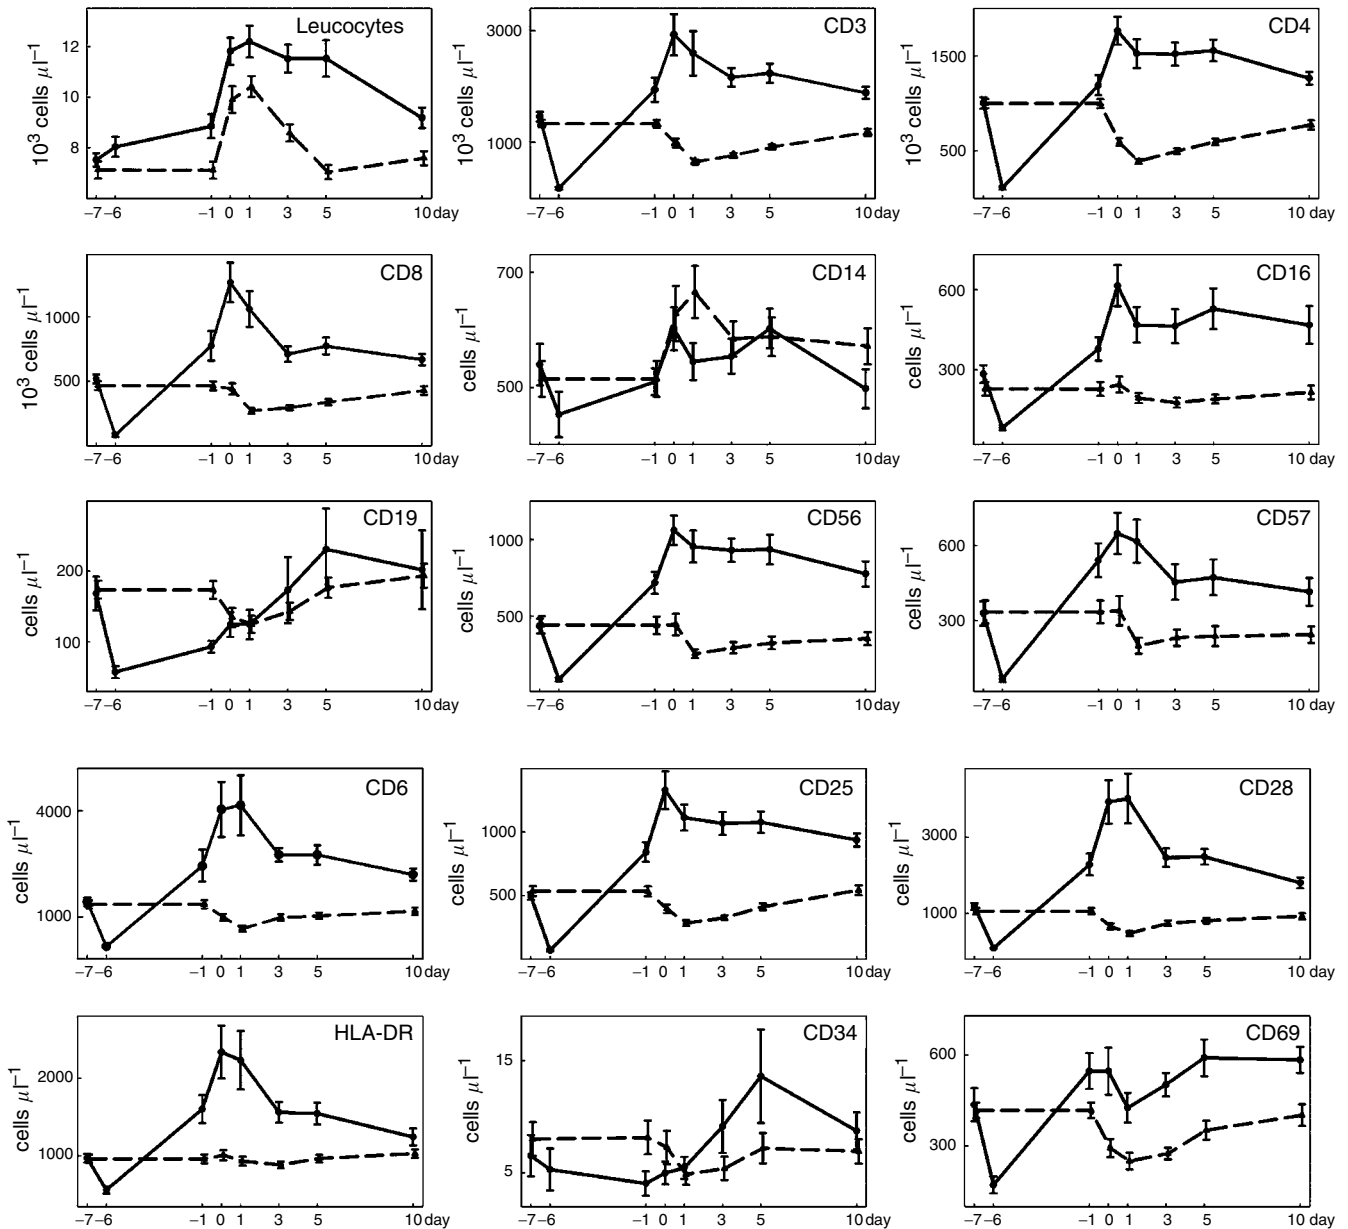 Leucocytes
10³ cells μl⁻¹
12
10
8
−7 −6 −1 0 1 3 5 10 day
CD3
10³ cells μl⁻¹
3000
1000
−7 −6 −1 0 1 3 5 10 day
CD4
10³ cells μl⁻¹
1500
500
−7 −6 −1 0 1 3 5 10 day
CD8
10³ cells μl⁻¹
1000
500
−7 −6 −1 0 1 3 5 10 day
CD14
cells μl⁻¹
700
500
−7 −6 −1 0 1 3 5 10 day
CD16
cells μl⁻¹
600
300
−7 −6 −1 0 1 3 5 10 day
CD19
cells μl⁻¹
200
100
−7 −6 −1 0 1 3 5 10 day
CD56
cells μl⁻¹
1000
500
−7 −6 −1 0 1 3 5 10 day
CD57
cells μl⁻¹
600
300
−7 −6 −1 0 1 3 5 10 day
CD6
cells μl⁻¹
4000
1000
−7 −6 −1 0 1 3 5 10 day
CD25
cells μl⁻¹
1000
500
−7 −6 −1 0 1 3 5 10 day
CD28
cells μl⁻¹
3000
1000
−7 −6 −1 0 1 3 5 10 day
HLA-DR
cells μl⁻¹
2000
1000
−7 −6 −1 0 1 3 5 10 day
CD34
cells μl⁻¹
15
5
−7 −6 −1 0 1 3 5 10 day
CD69
cells μl⁻¹
600
300
−7 −6 −1 0 1 3 5 10 day